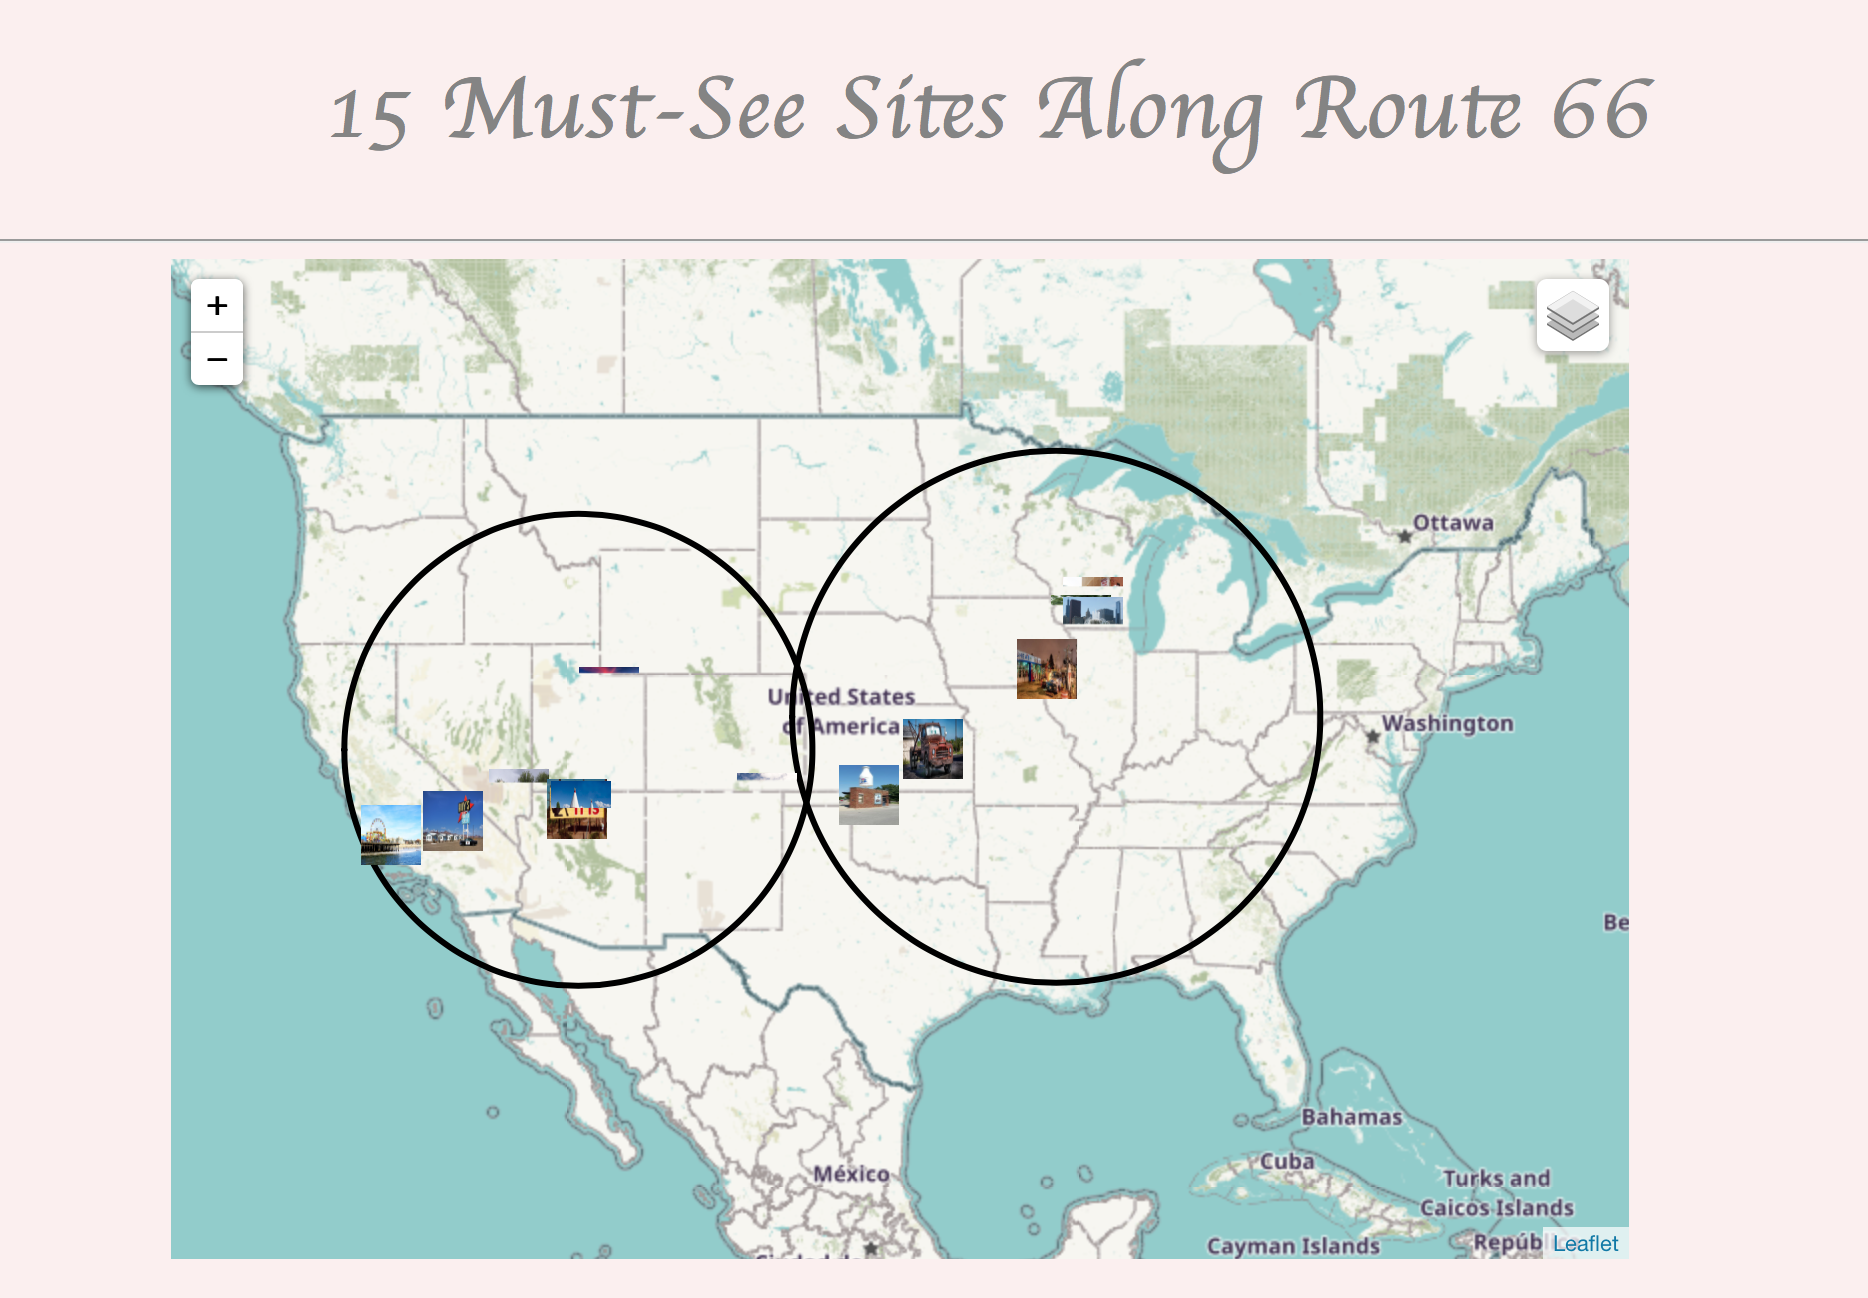 15 Must-See Sites Along Route 66
+
−
Ottawa
United States
of America
Washington
Be
Bahamas
México
Cuba
Turks and
Caicos Islands
Cayman Islands
Leaflet